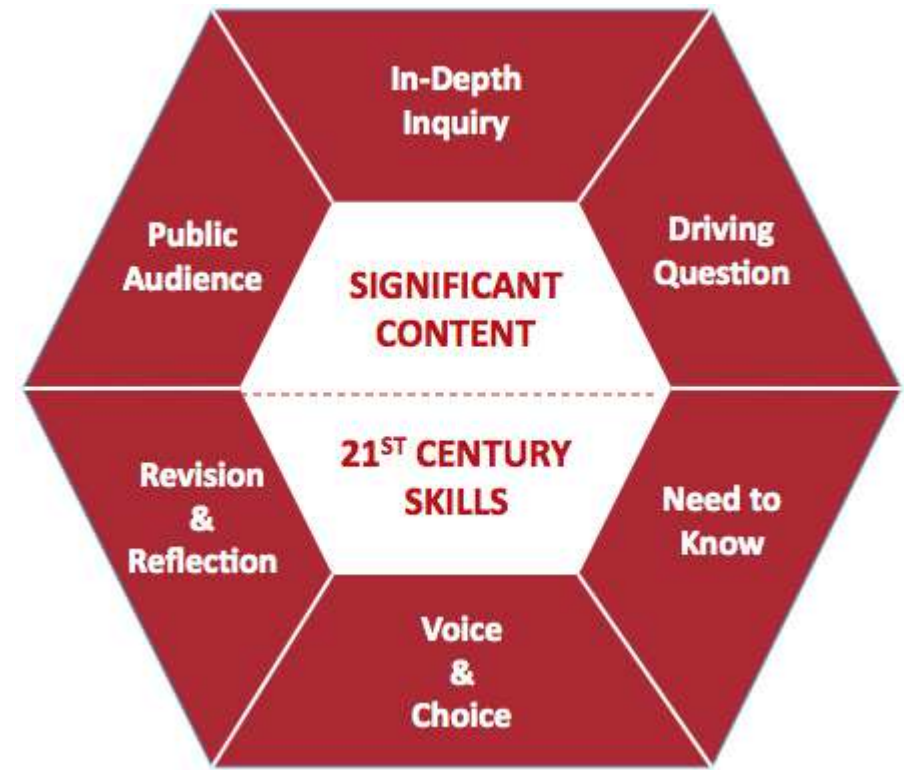 In-Depth
Inquiry
Driving
Question
Need to
Know
Voice
&
Choice
Revision
&
Reflection
Public
Audience
SIGNIFICANT
CONTENT
21ST CENTURY
SKILLS